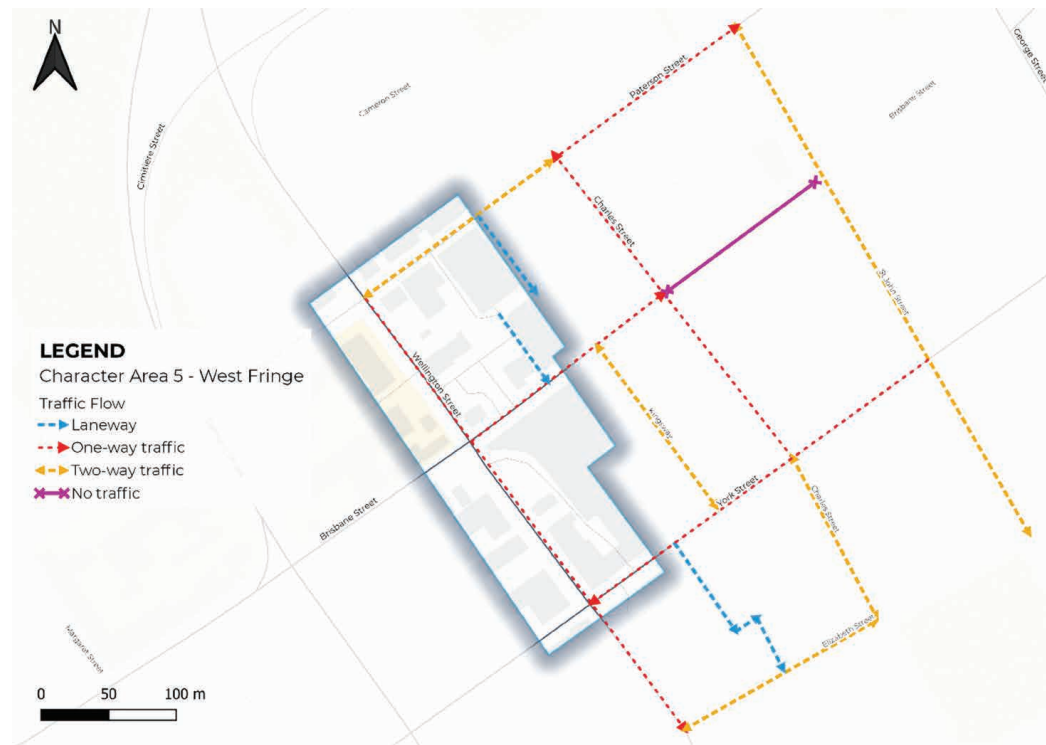 N
George Street
Paterson Street
Cameron Street
Brisbane Street
Cimitiere Street
Charles Street
St John Street
LEGEND
Character Area 5 - West Fringe
Traffic Flow
Laneway
One-way traffic
Two-way traffic
No traffic
Wellington Street
Kingsway
York Street
Charles Street
Brisbane Street
Elizabeth Street
Margaret Street
0 50 100 m